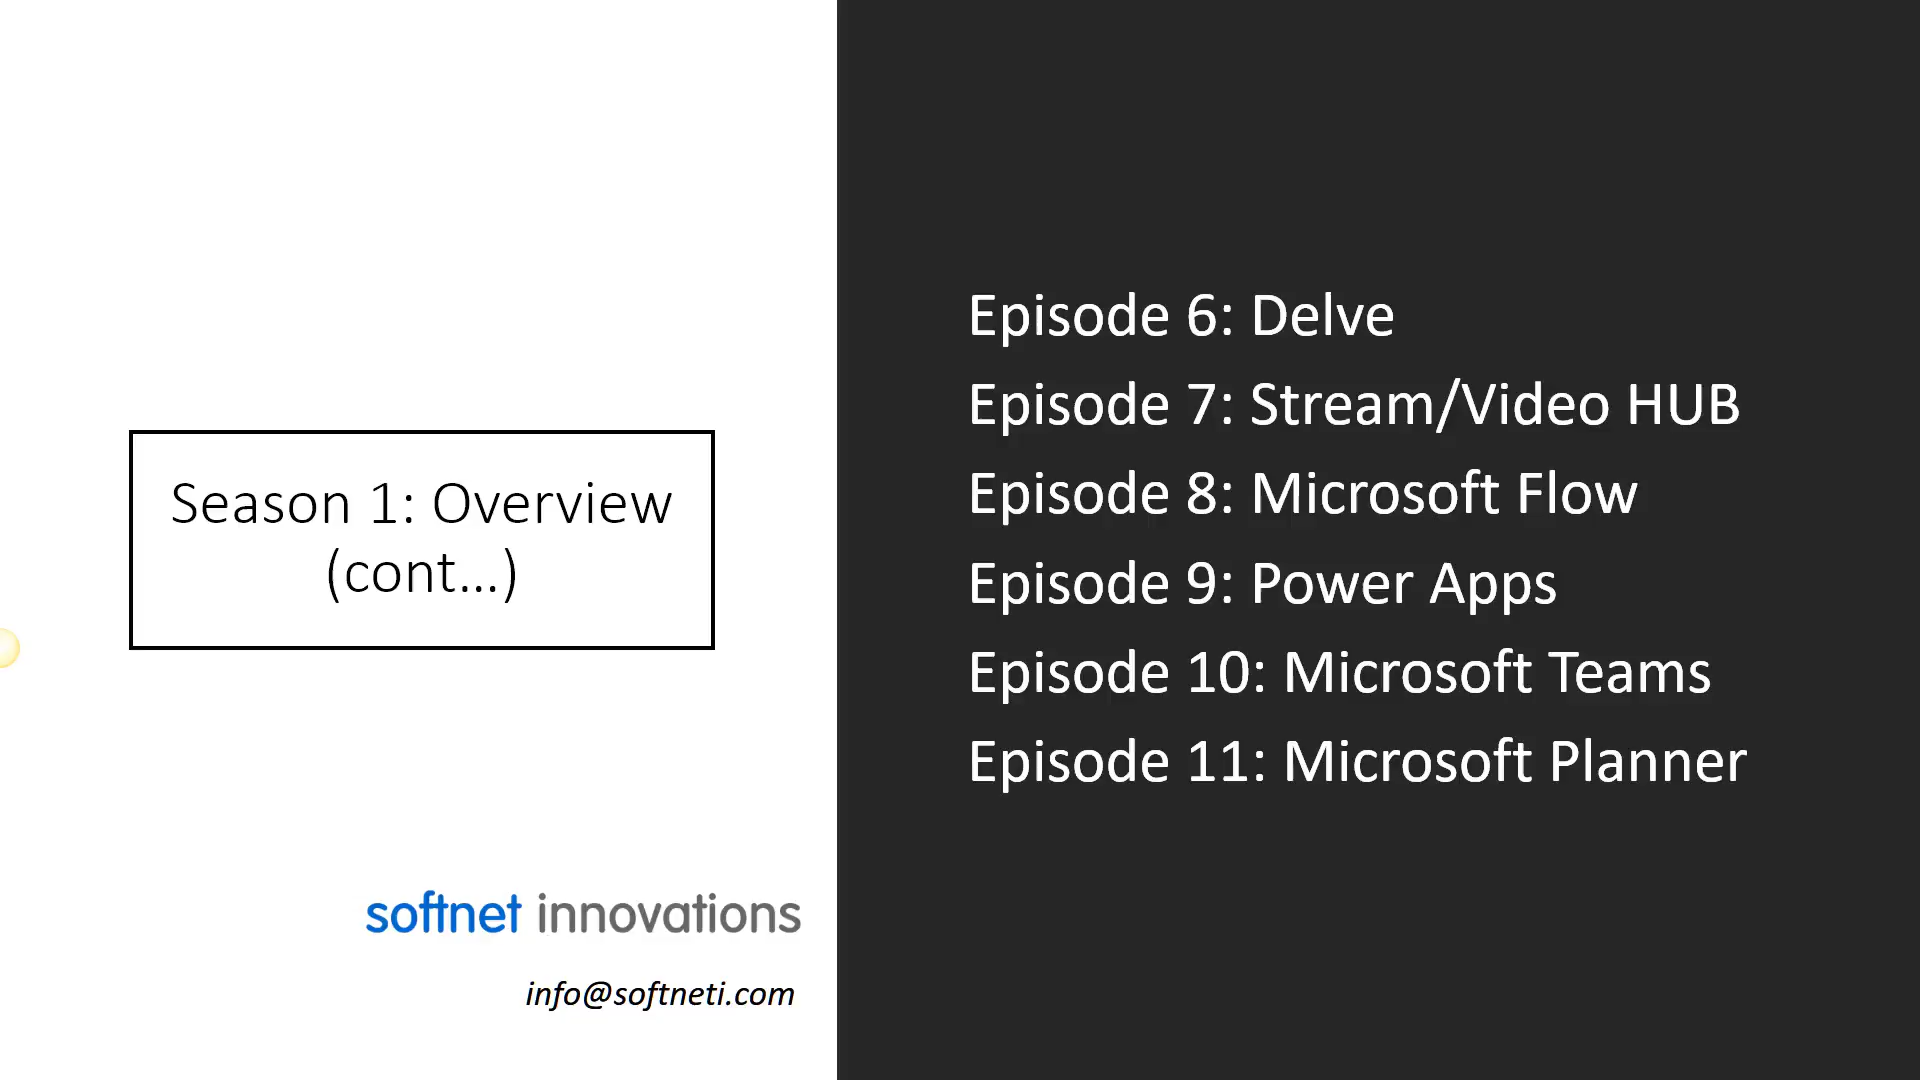 Season 1: Overview
(cont...)
softnet innovations
info@softneti.com
Episode 6: Delve
Episode 7: Stream/Video HUB
Episode 8: Microsoft Flow
Episode 9: Power Apps
Episode 10: Microsoft Teams
Episode 11: Microsoft Planner